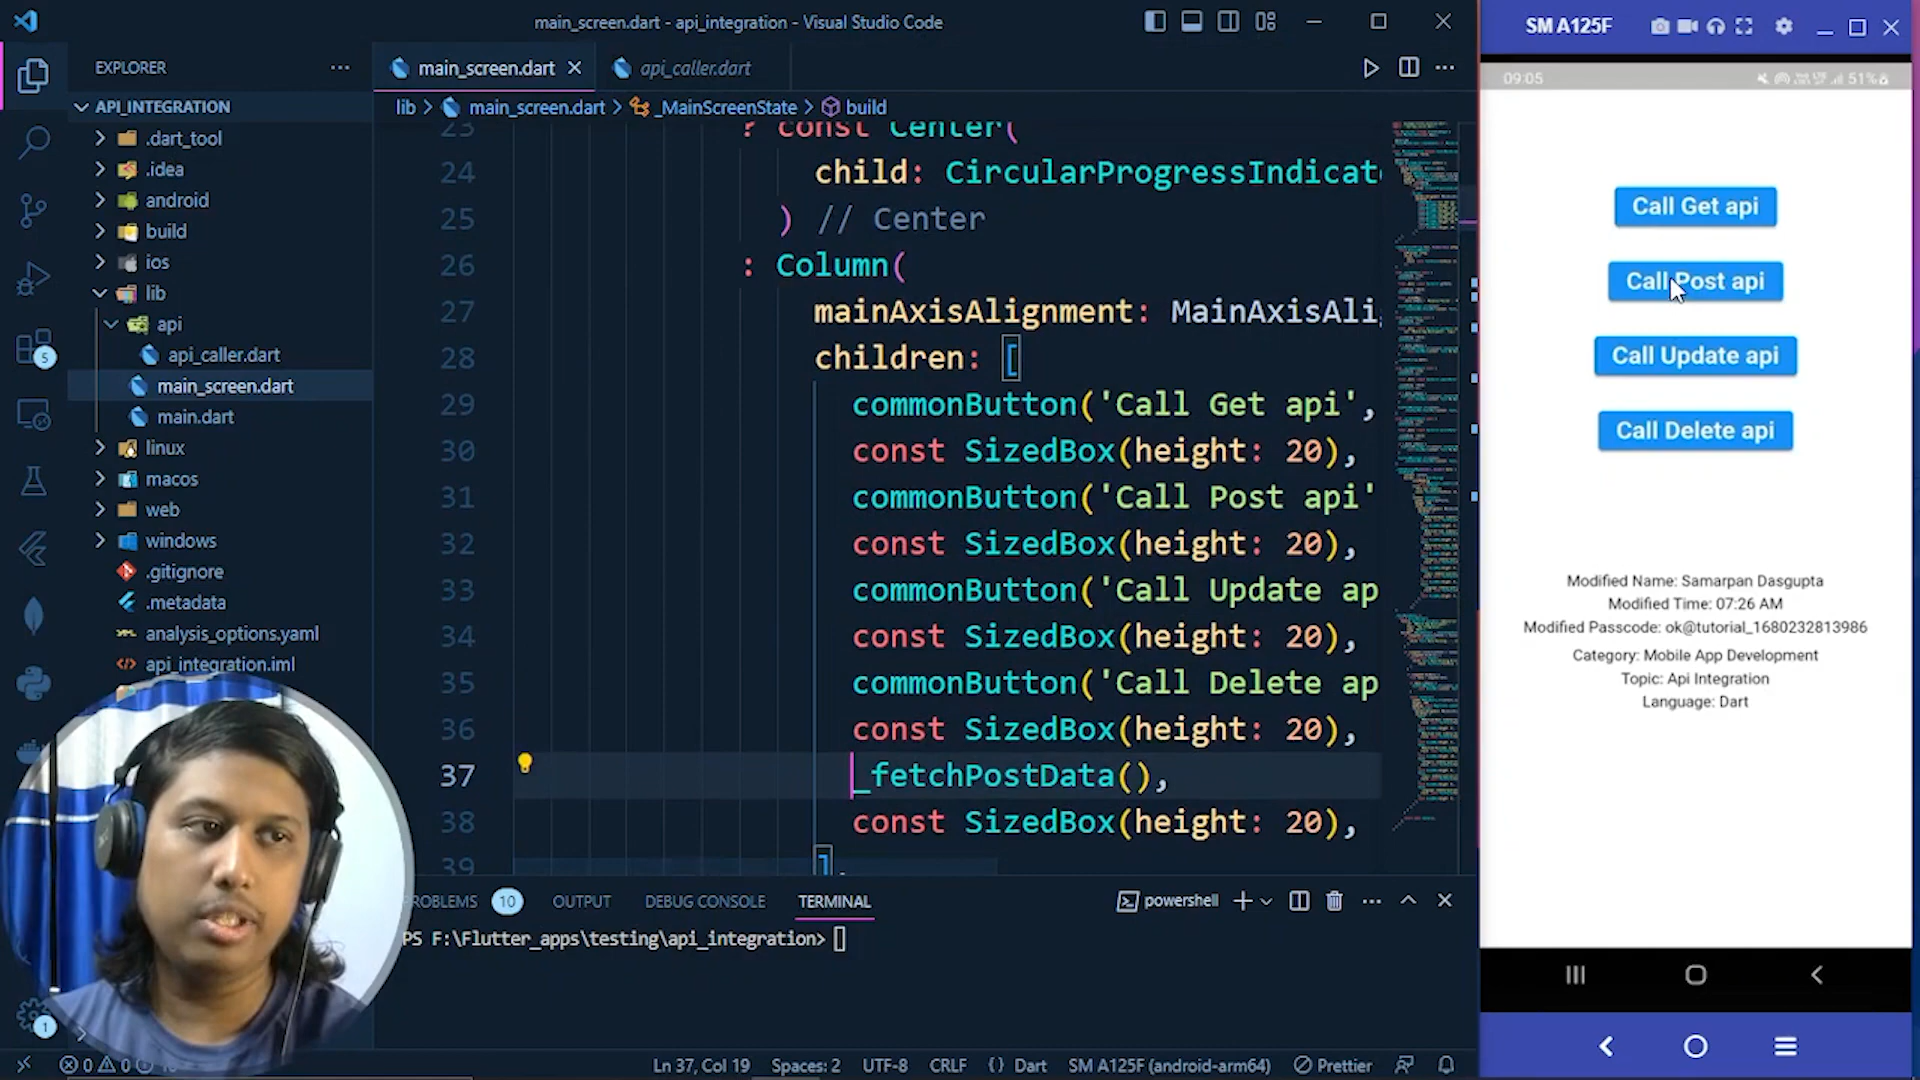 main_screen.dart - api_integration - Visual Studio Code
EXPLORER
API_INTEGRATION
.dart_tool
.idea
android
build
ios
lib
api
api_caller.dart
main_screen.dart
main.dart
linux
macos
web
windows
.gitignore
.metadata
analysis_options.yaml
api_integration.iml
5
1
main_screen.dart
api_caller.dart
lib > main_screen.dart > _MainScreenState > build
23 ? const Center(
24 child: CircularProgressIndicat
25 ) // Center
26 : Column(
27 mainAxisAlignment: MainAxisAli
28 children: [
29 commonButton('Call Get api',
30 const SizedBox(height: 20),
31 commonButton('Call Post api'
32 const SizedBox(height: 20),
33 commonButton('Call Update ap
34 const SizedBox(height: 20),
35 commonButton('Call Delete ap
36 const SizedBox(height: 20),
37 _fetchPostData(),
38 const SizedBox(height: 20),
39 ],
ROBLEMS 10 OUTPUT DEBUG CONSOLE TERMINAL
powershell
PS F:\Flutter_apps\testing\api_integration>
0 0
Ln 37, Col 19 Spaces: 2 UTF-8 CRLF {} Dart SM A125F (android-arm64) Prettier
SM A125F
09:05
51%
Call Get api
Call Post api
Call Update api
Call Delete api
Modified Name: Samarpan Dasgupta
Modified Time: 07:26 AM
Modified Passcode: ok@tutorial_1680232813986
Category: Mobile App Development
Topic: Api Integration
Language: Dart